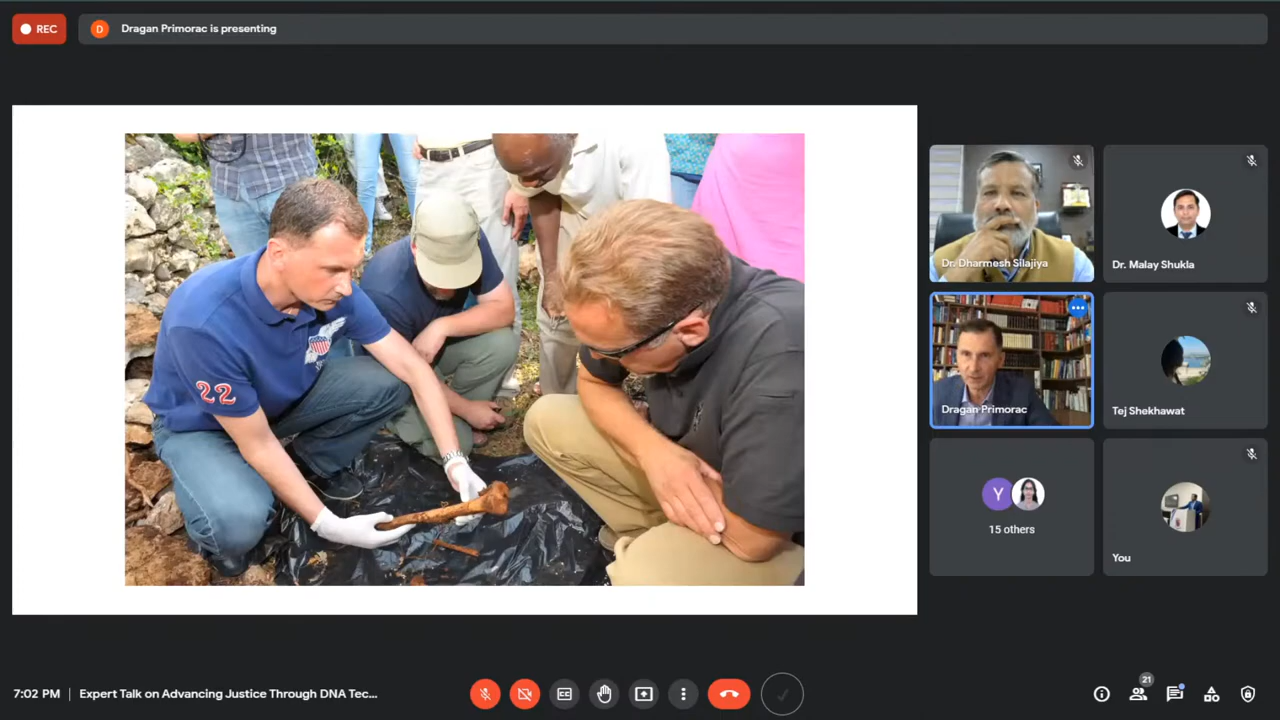 REC
D
Dragan Primorac is presenting
22
Dr. Dharmesh Silajiya
Dr. Malay Shukla
Dragan Primorac
Tej Shekhawat
Y
15 others
You
7:02 PM | Expert Talk on Advancing Justice Through DNA Tec...
CC
21